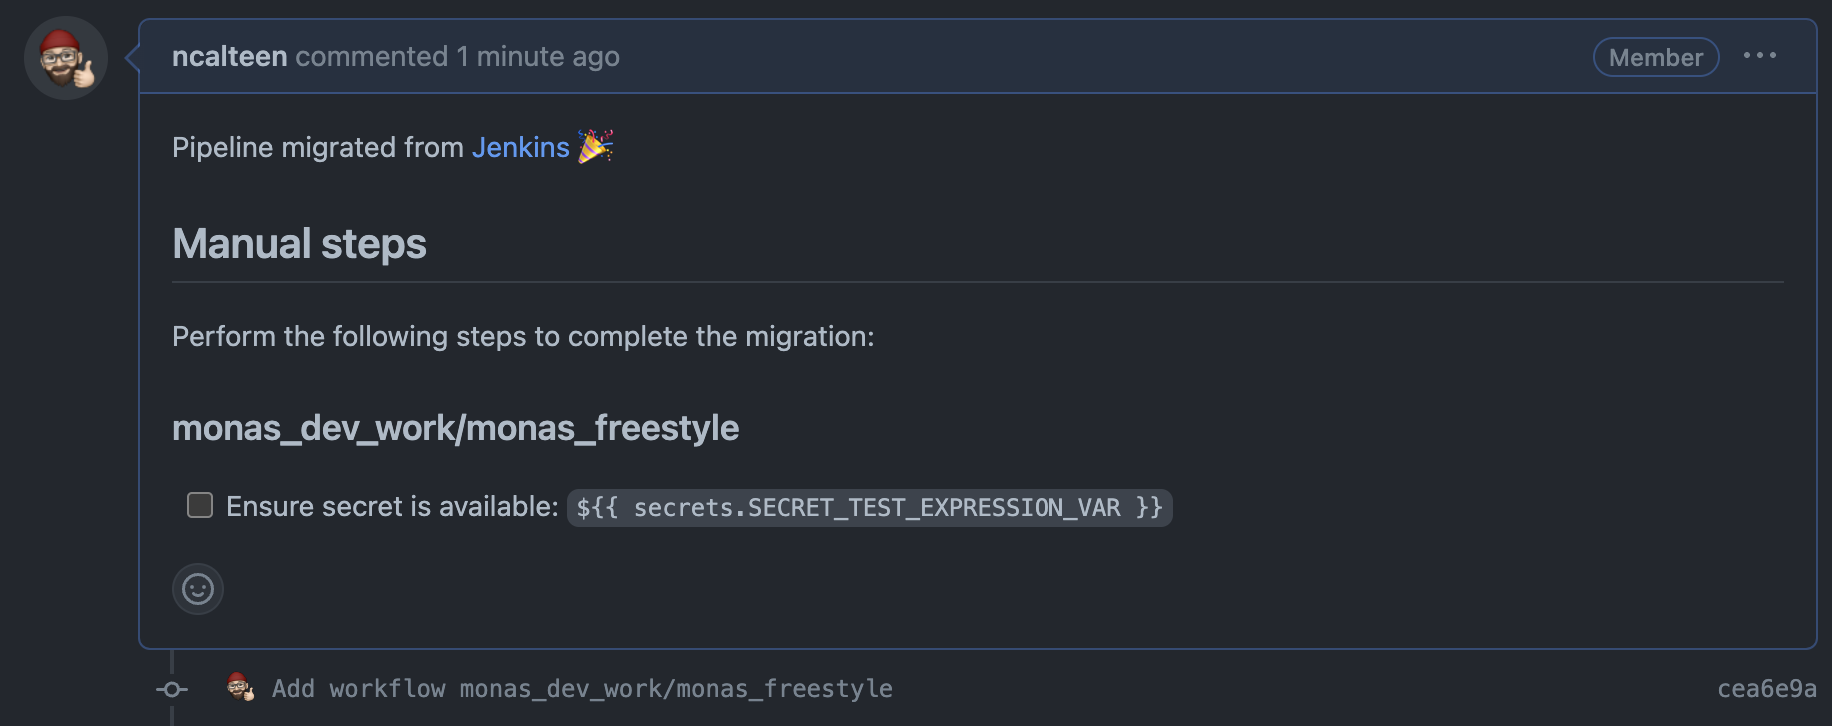 ncalteen commented 1 minute ago Member
Pipeline migrated from Jenkins 🎉
Manual steps
Perform the following steps to complete the migration:
monas_dev_work/monas_freestyle
Ensure secret is available: ${{ secrets.SECRET_TEST_EXPRESSION_VAR }}
Add workflow monas_dev_work/monas_freestyle cea6e9a